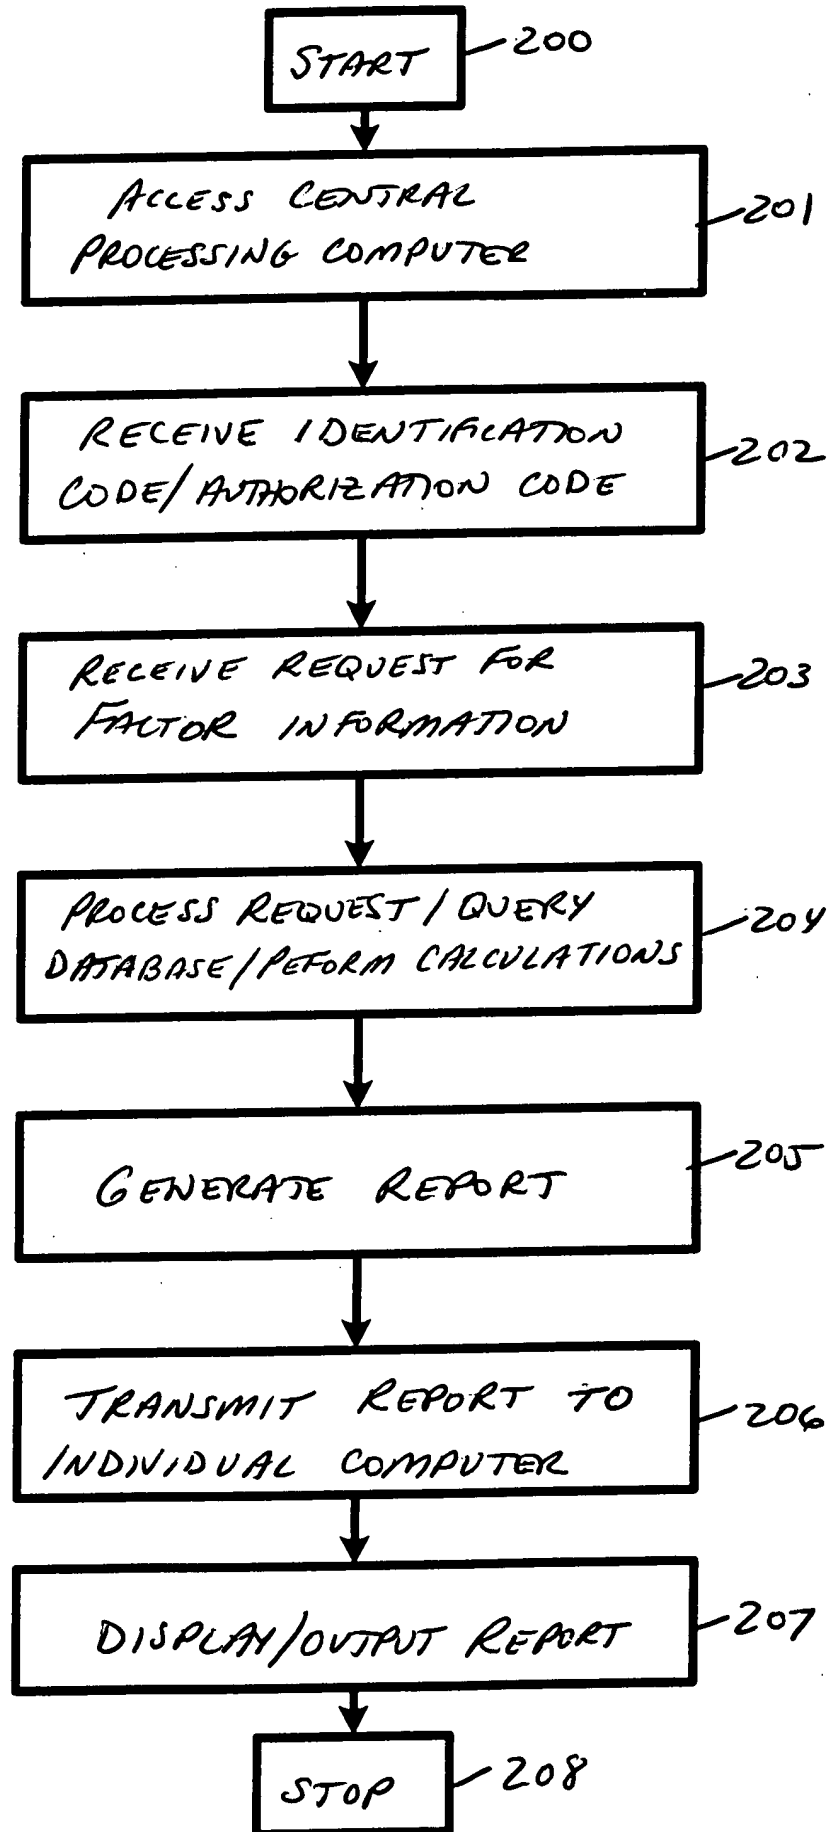 START
200
ACCESS CENTRAL
PROCESSING COMPUTER
201
RECEIVE IDENTIFICATION
CODE/AUTHORIZATION CODE
202
RECEIVE REQUEST FOR
FACTOR INFORMATION
203
PROCESS REQUEST/QUERY
DATABASE/PEFORM CALCULATIONS
204
GENERATE REPORT
205
TRANSMIT REPORT TO
INDIVIDUAL COMPUTER
206
DISPLAY/OUTPUT REPORT
207
STOP
208